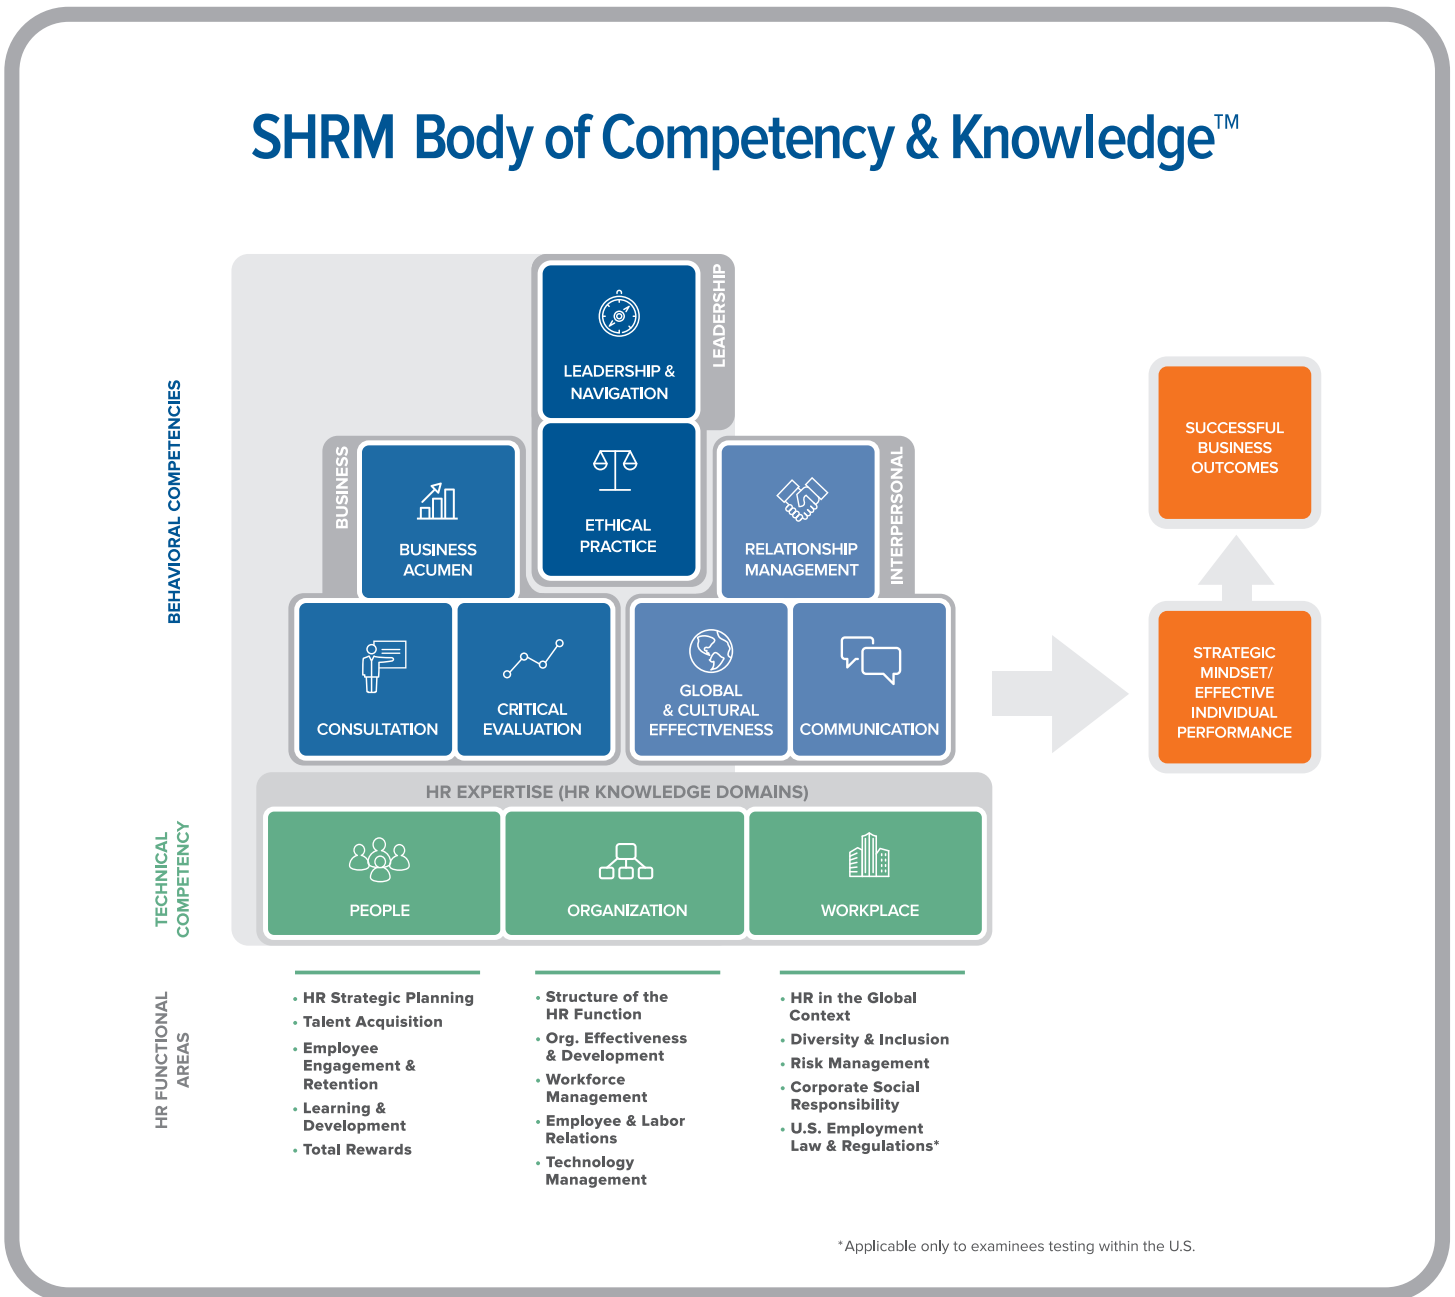 SHRM Body of Competency & Knowledge™
BEHAVIORAL COMPETENCIES
LEADERSHIP
LEADERSHIP &
NAVIGATION
ETHICAL
PRACTICE
BUSINESS
BUSINESS
ACUMEN
CONSULTATION
CRITICAL
EVALUATION
INTERPERSONAL
RELATIONSHIP
MANAGEMENT
GLOBAL
& CULTURAL
EFFECTIVENESS
COMMUNICATION
SUCCESSFUL
BUSINESS
OUTCOMES
STRATEGIC
MINDSET/
EFFECTIVE
INDIVIDUAL
PERFORMANCE
TECHNICAL
COMPETENCY
HR EXPERTISE (HR KNOWLEDGE DOMAINS)
PEOPLE
ORGANIZATION
WORKPLACE
HR FUNCTIONAL
AREAS
• HR Strategic Planning
• Talent Acquisition
• Employee
Engagement &
Retention
• Learning &
Development
• Total Rewards
• Structure of the
HR Function
• Org. Effectiveness
& Development
• Workforce
Management
• Employee & Labor
Relations
• Technology
Management
• HR in the Global
Context
• Diversity & Inclusion
• Risk Management
• Corporate Social
Responsibility
• U.S. Employment
Law & Regulations*
*Applicable only to examinees testing within the U.S.